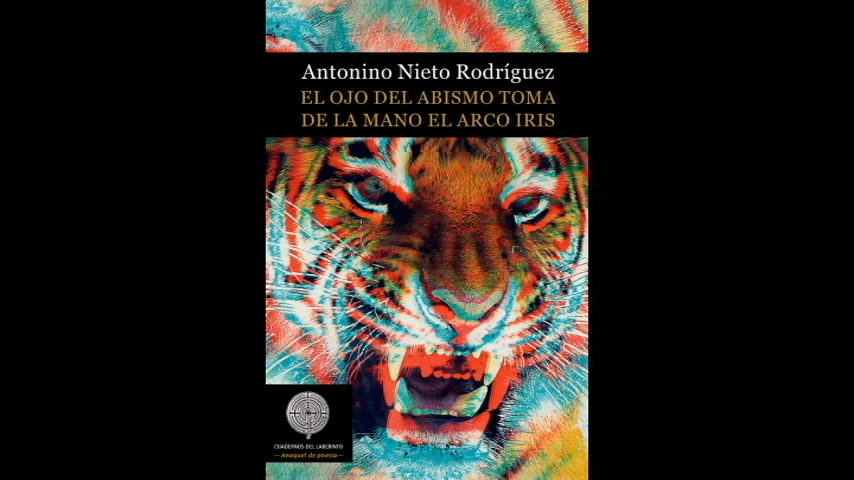 Antonino Nieto Rodríguez
EL OJO DEL ABISMO TOMA
DE LA MANO EL ARCO IRIS
CUADERNOS DEL LABERINTO
—Anaquel de poesía—